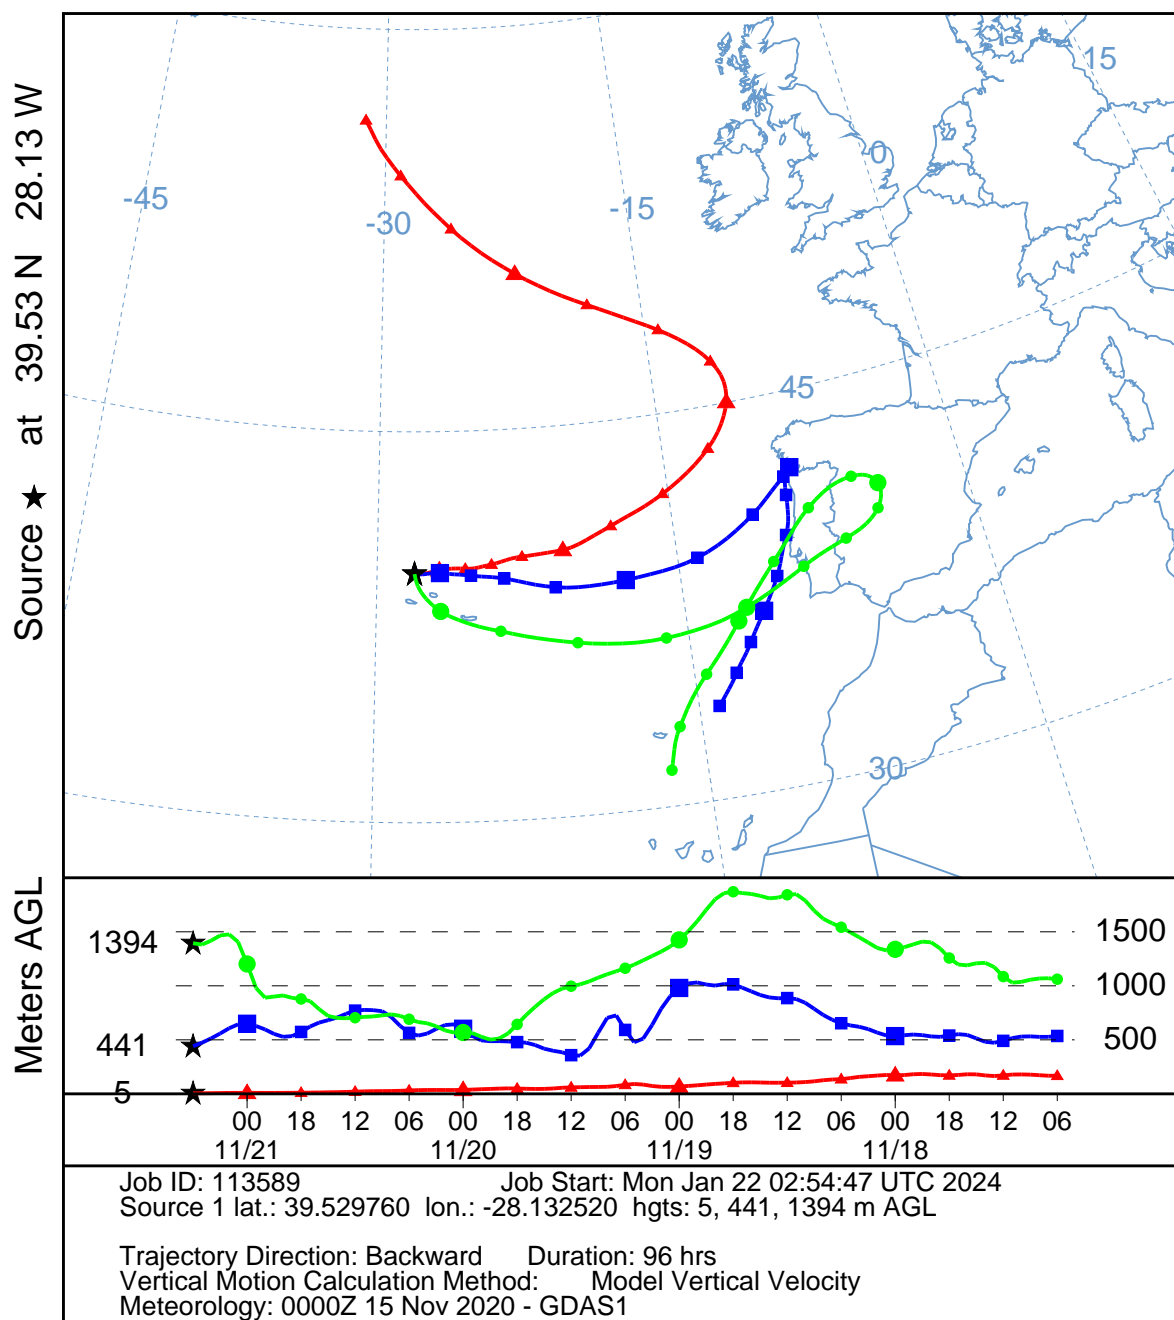 Source ★ at 39.53 N 28.13 W
15
0
-15
-30
-45
45
30
Meters AGL
1394
441
5
1500
1000
500
00 18 12 06 00 18 12 06 00 18 12 06 00 18 12 06
11/21 11/20 11/19 11/18
Job ID: 113589 Job Start: Mon Jan 22 02:54:47 UTC 2024
Source 1 lat.: 39.529760 lon.: -28.132520 hgts: 5, 441, 1394 m AGL
Trajectory Direction: Backward Duration: 96 hrs
Vertical Motion Calculation Method: Model Vertical Velocity
Meteorology: 0000Z 15 Nov 2020 - GDAS1